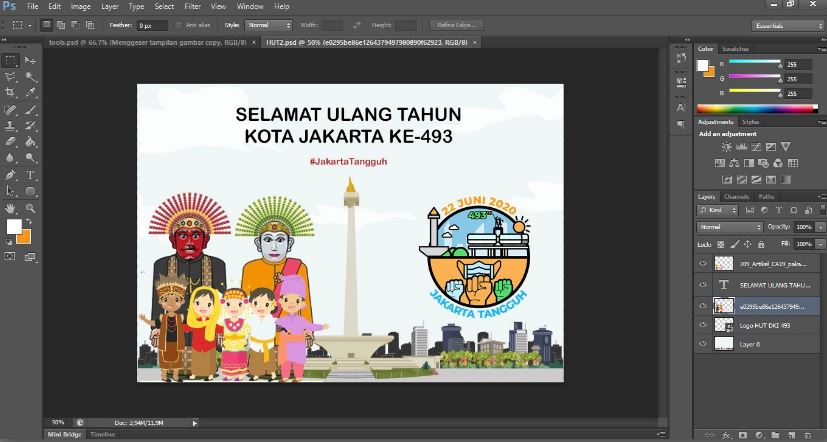 Ps File Edit Image Layer Type Select Filter View Window Help
Feather: 0 px Anti-alias Style: Normal Width: Height: Refine Edge... Essentials
tools.psd @ 66,7% (Menggeser tampilan gambar copy, RGB/8) ×
HUT2.psd @ 50% (e0295be86e1264379497980890f62923, RGB/8) ×
SELAMAT ULANG TAHUN
KOTA JAKARTA KE-493
#JakartaTangguh
22 JUNI 2020
493
JAKARTA TANGGUH
Color Swatches
R 255
G 255
B 255
Adjustments Styles
Add an adjustment
Layers Channels Paths
Kind
Normal Opacity: 100%
Lock: Fill: 100%
209_Artikel_CA19_paka...
T SELAMAT ULANG TAHU...
e0295be86e126437949...
Logo HUT DKI 493
Layer 0
50% Doc: 3,94M/11,9M
Mini Bridge Timeline